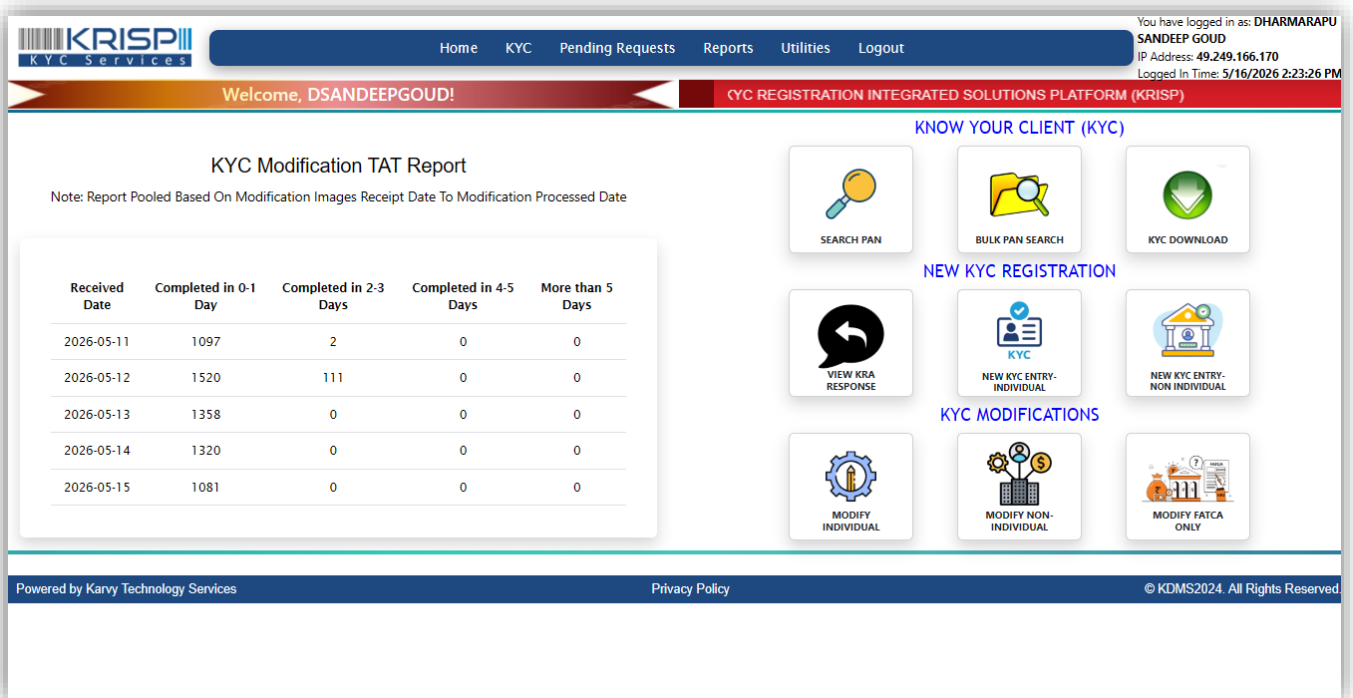 KRISP
KYC Services
Home KYC Pending Requests Reports Utilities Logout
You have logged in as: DHARMARAPU
SANDEEP GOUD
IP Address: 49.249.166.170
Logged In Time: 5/16/2026 2:23:26 PM
Welcome, DSANDEEPGOUD!
YC REGISTRATION INTEGRATED SOLUTIONS PLATFORM (KRISP)
KYC Modification TAT Report
Note: Report Pooled Based On Modification Images Receipt Date To Modification Processed Date
Received Date Completed in 0-1 Day Completed in 2-3 Days Completed in 4-5 Days More than 5 Days
2026-05-11 1097 2 0 0
2026-05-12 1520 111 0 0
2026-05-13 1358 0 0 0
2026-05-14 1320 0 0 0
2026-05-15 1081 0 0 0
KNOW YOUR CLIENT (KYC)
SEARCH PAN
BULK PAN SEARCH
KYC DOWNLOAD
NEW KYC REGISTRATION
VIEW KRA
RESPONSE
KYC
NEW KYC ENTRY-
INDIVIDUAL
NEW KYC ENTRY-
NON INDIVIDUAL
KYC MODIFICATIONS
MODIFY
INDIVIDUAL
MODIFY NON-
INDIVIDUAL
MODIFY FATCA
ONLY
Powered by Karvy Technology Services
Privacy Policy
© KDMS2024. All Rights Reserved.